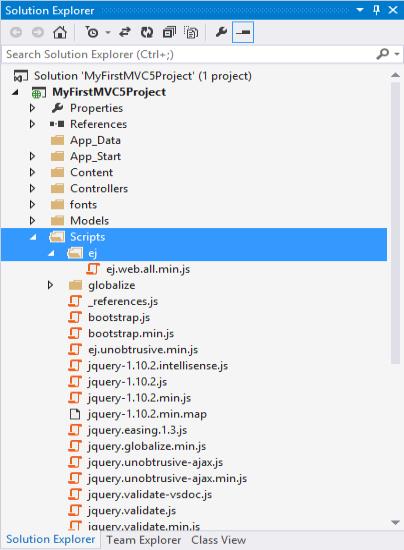 Solution Explorer
Search Solution Explorer (Ctrl+;)
Solution 'MyFirstMVC5Project' (1 project)
MyFirstMVC5Project
Properties
References
App_Data
App_Start
Content
Controllers
fonts
Models
Scripts
ej
ej.web.all.min.js
globalize
_references.js
bootstrap.js
bootstrap.min.js
ej.unobtrusive.min.js
jquery-1.10.2.intellisense.js
jquery-1.10.2.js
jquery-1.10.2.min.js
jquery-1.10.2.min.map
jquery.easing.1.3.js
jquery.globalize.min.js
jquery.unobtrusive-ajax.js
jquery.unobtrusive-ajax.min.js
jquery.validate-vsdoc.js
jquery.validate.js
jquery.validate.min.js
Solution Explorer Team Explorer Class View